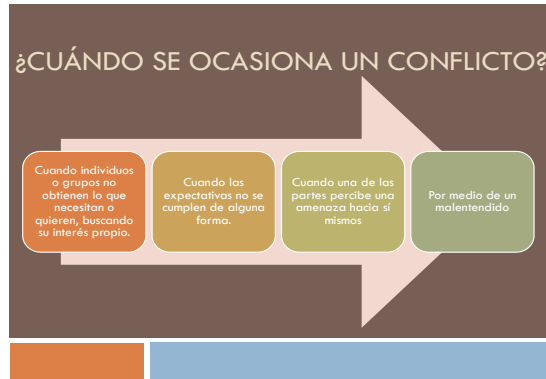 ¿CUÁNDO SE OCASIONA UN CONFLICTO?
Cuando individuos
o grupos no
obtienen lo que
necesitan o
quieren, buscando
su interés propio.
Cuando las
expectativas no se
cumplen de alguna
forma.
Cuando una de las
partes percibe una
amenaza hacia si
mismos
Por medio de un
malentendido